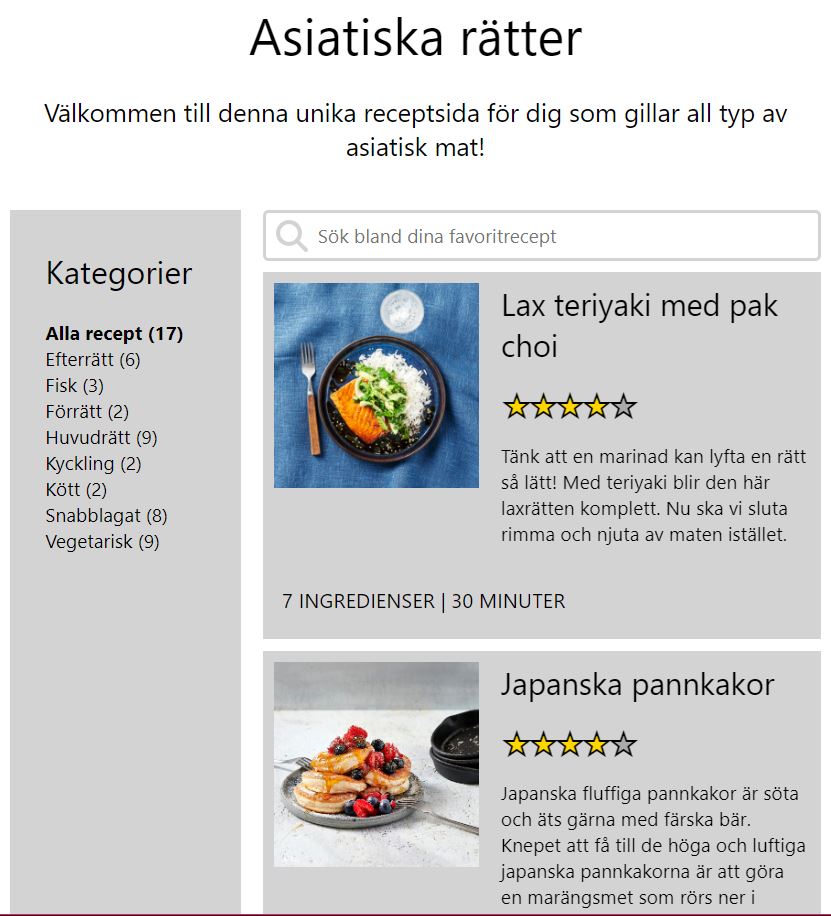 Asiatiska rätter
Välkommen till denna unika receptsida för dig som gillar all typ av
asiatisk mat!
Kategorier
Alla recept (17)
Efterrätt (6)
Fisk (3)
Förrätt (2)
Huvudrätt (9)
Kyckling (2)
Kött (2)
Snabblagat (8)
Vegetarisk (9)
Sök bland dina favoritrecept
Lax teriyaki med pak
choi
Tänk att en marinad kan lyfta en rätt
så lätt! Med teriyaki blir den här
laxrätten komplett. Nu ska vi sluta
rimma och njuta av maten istället.
7 INGREDIENSER | 30 MINUTER
Japanska pannkakor
Japanska fluffiga pannkakor är söta
och äts gärna med färska bär.
Knepet att få till de höga och luftiga
japanska pannkakorna är att göra
en marängsmet som rörs ner i